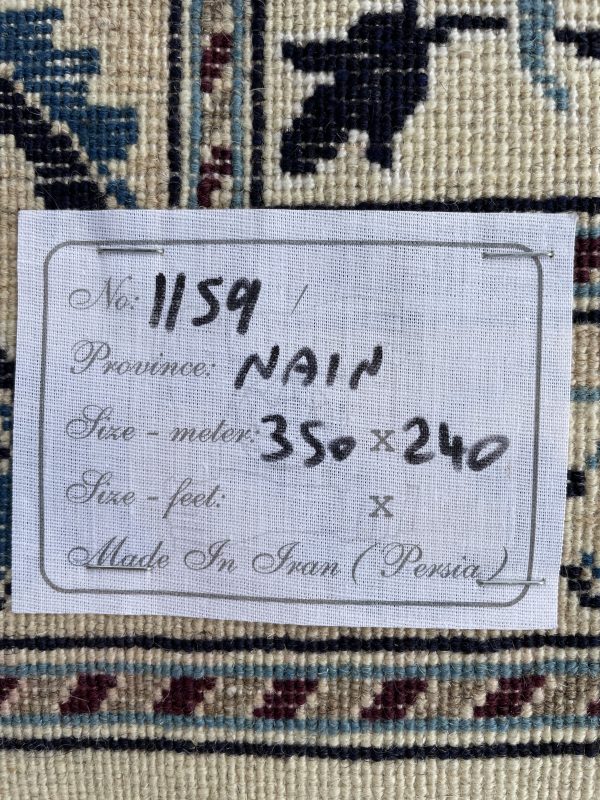 No: 1159 /
Province: NAIN
Size - meter: 350 x 240
Size - feet: x
Made In Iran ( Persia )